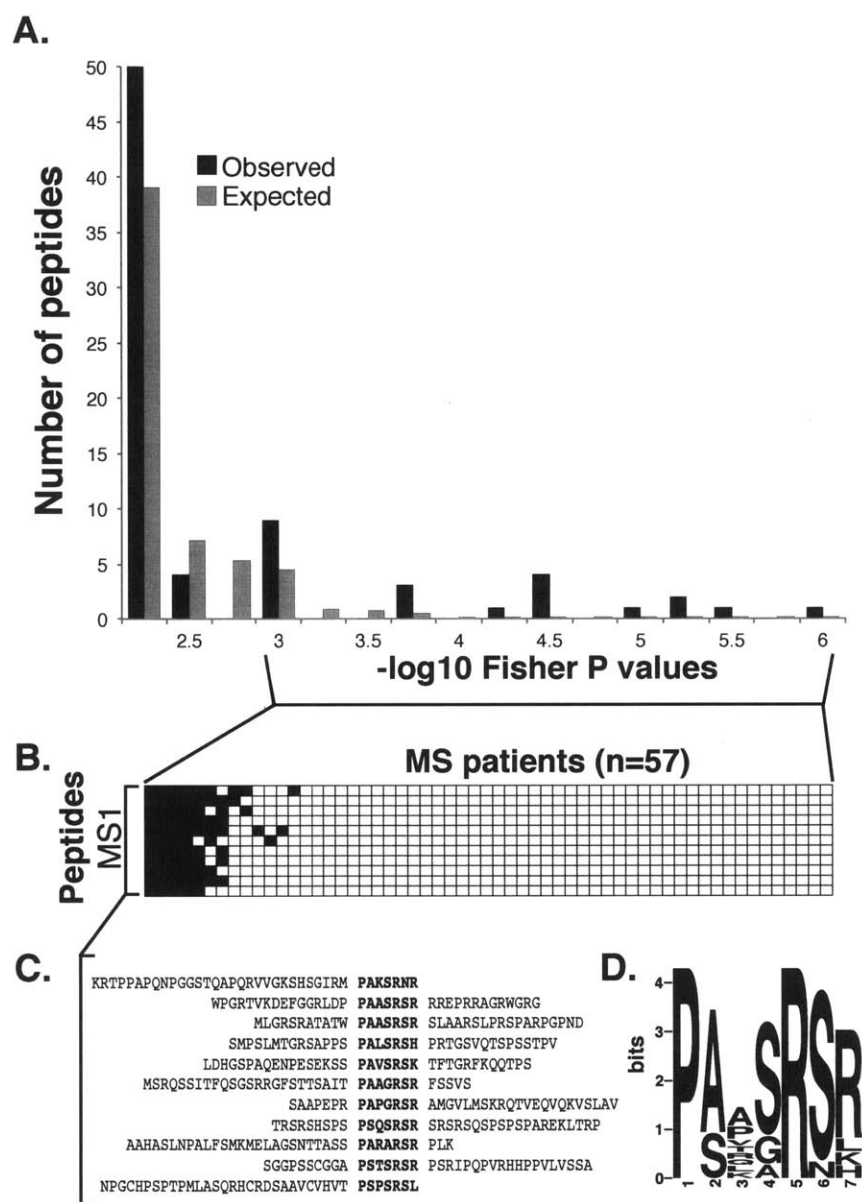 A.
Number of peptides
50
45
40
35
30
25
20
15
10
5
0
Observed
Expected
2.5 3 3.5 4 4.5 5 5.5 6
-log10 Fisher P values
B.
MS patients (n=57)
Peptides
MS1
C.
KRTPPAPQNPGGSTQAPQRVVGKSHSGIRM PAKSRNR
WPGRTVKDEFGGRLDP PAASRSR RREPRRAGRWGRG
MLGRSRATATW PAASRSR SLAARSLPRSPARPGPND
SMPSLMTGRSAPPS PALSRSH PRTGSVQTSPSSTPV
LDHGSPAQENPESEKSS PAVSRSK TFTGRFKQQTPS
MSRQSSITFQSGSRRGFSTTSAIT PAAGRSR FSSVS
SAAPEPR PAPGRSR AMGVLMSKRQTVEQVQKVSLAV
TRSRSHSPS PSQSRSR SRSRSQSPSPSPAREKLTRP
AAHASLNPALFSMKMELAGSNTTASS PARARSR PLK
SGGPSSCGGA PSTSRSR PSRIPQPVRHHPPVLVSSA
NPGCHPSPTPMLASQRHCRDSAAVCVHVT PSPSRSL
D.
bits
4
3
2
1
0
P A S A P S G A R S N R L K H
1 2 3 4 5 6 7